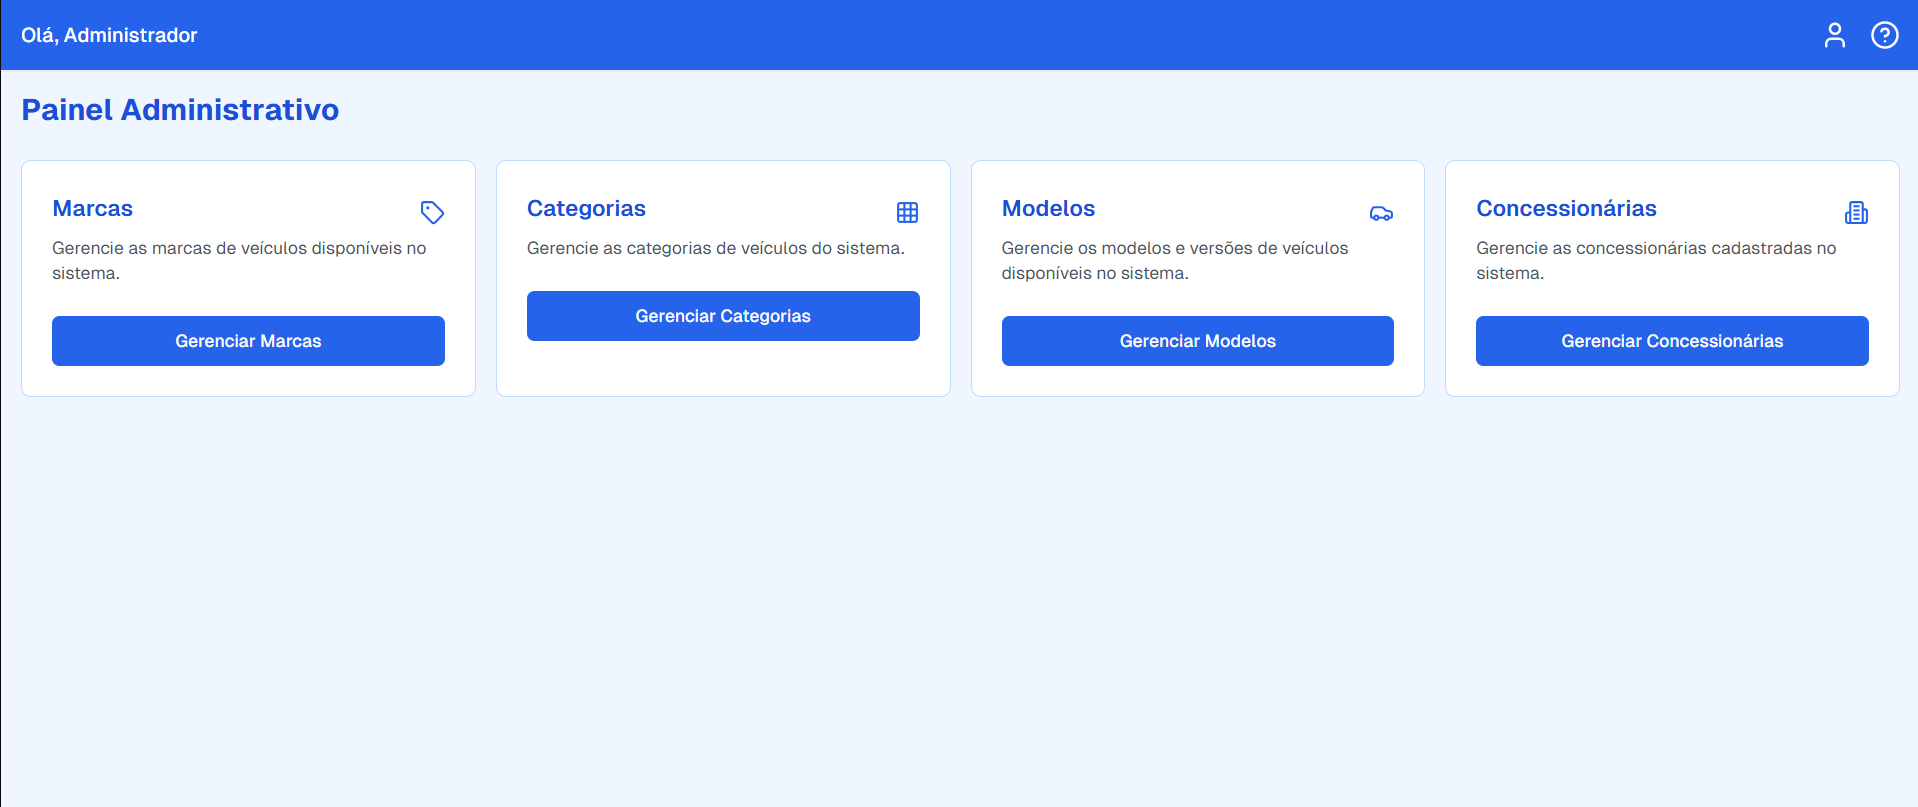 Olá, Administrador
Painel Administrativo
Marcas
Gerencie as marcas de veículos disponíveis no
sistema.
Gerenciar Marcas
Categorias
Gerencie as categorias de veículos do sistema.
Gerenciar Categorias
Modelos
Gerencie os modelos e versões de veículos
disponíveis no sistema.
Gerenciar Modelos
Concessionárias
Gerencie as concessionárias cadastradas no
sistema.
Gerenciar Concessionárias